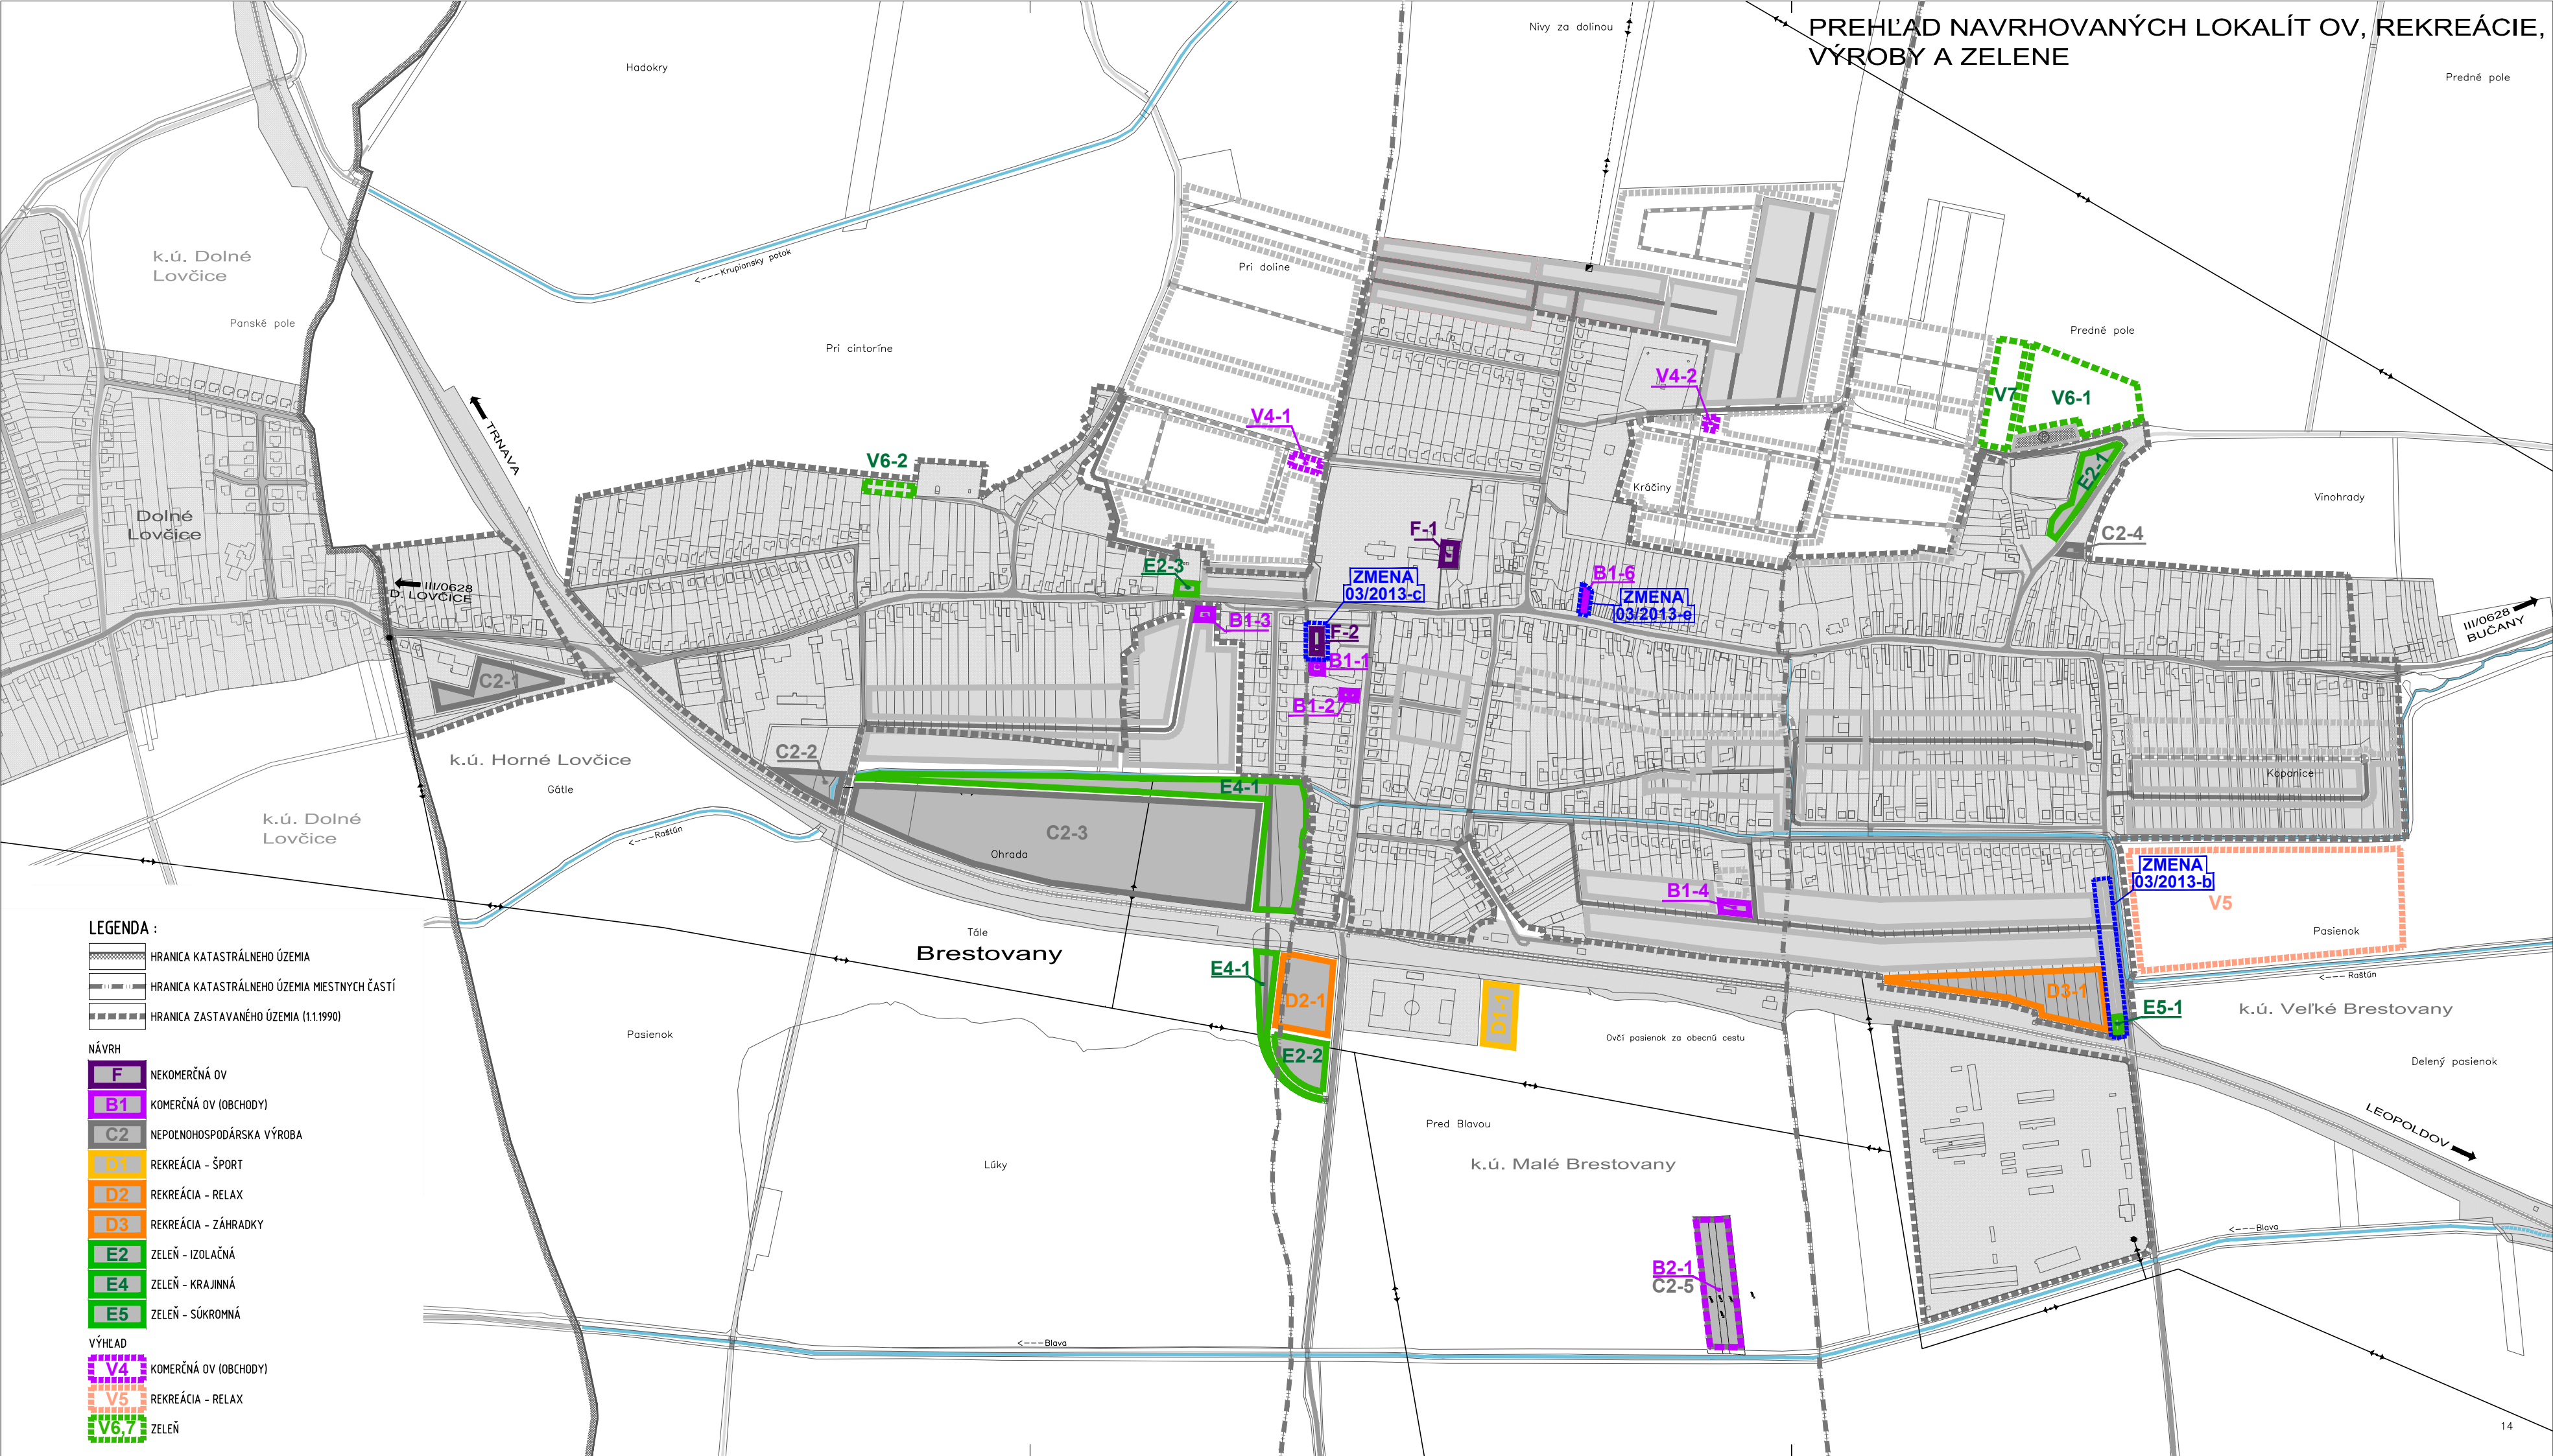 PREHĽAD NAVRHOVANÝCH LOKALÍT OV, REKREÁCIE,
VÝROBY A ZELENE
Nivy za dolinou
Hadokry
Predné pole
k.ú. Dolné
Lovčice
<----Krupiansky potok
Pri doline
Panské pole
Pri cintoríne
Predné pole
TRNAVA
V4-2
V4-1
V7
V6-1
V6-2
E2-1
Kráčiny
Vinohrady
Dolné
Lovčice
F-1
C2-4
E2-3
ZMENA
03/2013-c
B1-6
ZMENA
03/2013-e
III/0628
D. LOVČICE
B1-3
F-2
III/0628
BUČANY
B1-1
C2-1
B1-2
C2-2
k.ú. Horné Lovčice
Gátle
E4-1
Kopanice
k.ú. Dolné
Lovčice
<----Raštún
C2-3
Ohrada
ZMENA
03/2013-b
B1-4
V5
Tále
Pasienok
Brestovany
E4-1
D2-1
D1-1
D3-1
<--- Raštún
E5-1
k.ú. Veľké Brestovany
Pasienok
Ovčí pasienok za obecnú cestu
E2-2
Delený pasienok
Pred Blavou
LEOPOLDOV
Lúky
k.ú. Malé Brestovany
<---Blava
B2-1
C2-5
<---Blava
LEGENDA :
HRANICA KATASTRÁLNEHO ÚZEMIA
HRANICA KATASTRÁLNEHO ÚZEMIA MIESTNYCH ČASTÍ
HRANICA ZASTAVANÉHO ÚZEMIA (1.1.1990)
NÁVRH
F NEKOMERČNÁ OV
B1 KOMERČNÁ OV (OBCHODY)
C2 NEPOĽNOHOSPODÁRSKA VÝROBA
D1 REKREÁCIA - ŠPORT
D2 REKREÁCIA - RELAX
D3 REKREÁCIA - ZÁHRADKY
E2 ZELEŇ - IZOLAČNÁ
E4 ZELEŇ - KRAJINNÁ
E5 ZELEŇ - SÚKROMNÁ
VÝHĽAD
V4 KOMERČNÁ OV (OBCHODY)
V5 REKREÁCIA - RELAX
V6,7 ZELEŇ
14